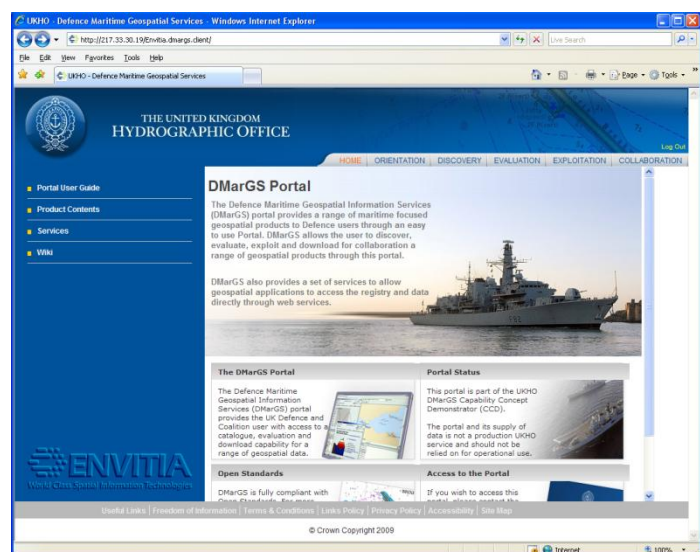 UKHO - Defence Maritime Geospatial Services - Windows Internet Explorer
http://217.33.30.19/Envitia.dmargs.client/
Live Search
File Edit View Favorites Tools Help
UKHO - Defence Maritime Geospatial Services
Page Tools
THE UNITED KINGDOM
HYDROGRAPHIC OFFICE
Log Out
HOME ORIENTATION DISCOVERY EVALUATION EXPLOITATION COLLABORATION
Portal User Guide
Product Contents
Services
Wiki
DMarGS Portal
The Defence Maritime Geospatial Information Services
(DMarGS) portal provides a range of maritime focused
geospatial products to Defence users through an easy
to use Portal. DMarGS allows the user to discover,
evaluate, exploit and download for collaboration a
range of geospatial products through this portal.
DMarGS also provides a set of services to allow
geospatial applications to access the registry and data
directly through web services.
The DMarGS Portal
The Defence Maritime
Geospatial Information
Services (DMarGS) portal
provides the UK Defence and
Coalition user with access to a
catalogue, evaluation and
download capability for a
range of geospatial data.
Portal Status
This portal is part of the UKHO
DMarGS Capability Concept
Demonstrator (CCD).
The portal and its supply of
data is not a production UKHO
service and should not be
relied on for operational use.
Open Standards
DMarGS is fully compliant with
Access to the Portal
If you wish to access this
ENVITIA
World Class Spatial Information Technologies
Useful Links | Freedom of Information | Terms & Conditions | Links Policy | Privacy Policy | Accessibility | Site Map
© Crown Copyright 2009
Internet
100%